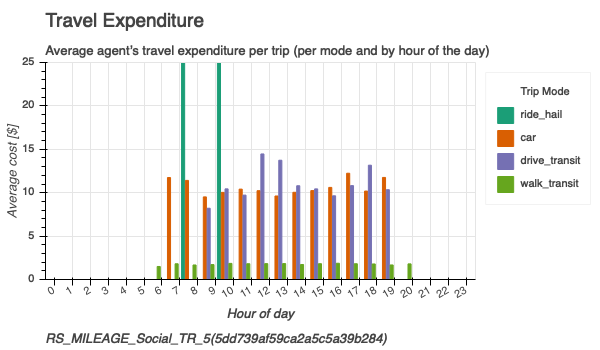 Travel Expenditure
Average agent's travel expenditure per trip (per mode and by hour of the day)
25
20
15
10
5
0
Average cost [$]
0 1 2 3 4 5 6 7 8 9 10 11 12 13 14 15 16 17 18 19 20 21 22 23
Hour of day
Trip Mode
ride_hail
car
drive_transit
walk_transit
RS_MILEAGE_Social_TR_5(5dd739af59ca2a5c5a39b284)